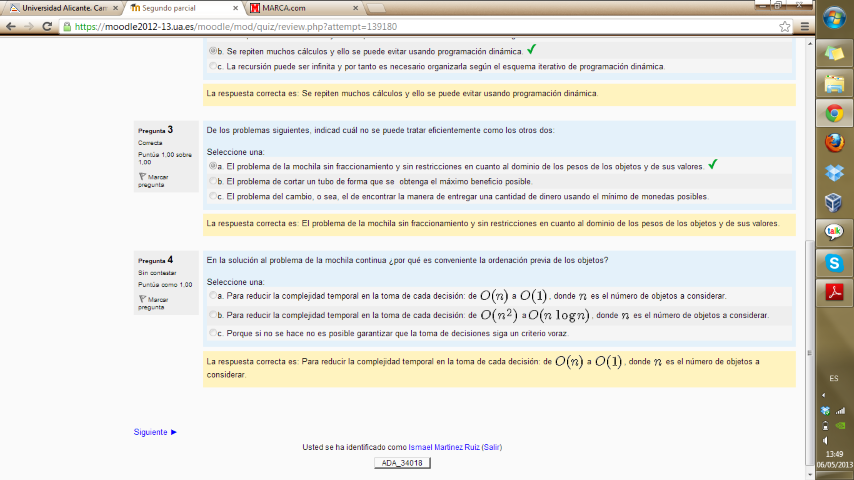 Universidad Alicante. Cam
Segundo parcial
MARCA.com
https://moodle2012-13.ua.es/moodle/mod/quiz/review.php?attempt=139180
b. Se repiten muchos cálculos y ello se puede evitar usando programación dinámica.
c. La recursión puede ser infinita y por tanto es necesario organizarla según el esquema iterativo de programación dinámica.
La respuesta correcta es: Se repiten muchos cálculos y ello se puede evitar usando programación dinámica.
Pregunta 3
Correcta
Puntúa 1,00 sobre
1,00
Marcar
pregunta
De los problemas siguientes, indicad cuál no se puede tratar eficientemente como los otros dos:
Seleccione una:
a. El problema de la mochila sin fraccionamiento y sin restricciones en cuanto al dominio de los pesos de los objetos y de sus valores.
b. El problema de cortar un tubo de forma que se obtenga el máximo beneficio posible.
c. El problema del cambio, o sea, el de encontrar la manera de entregar una cantidad de dinero usando el mínimo de monedas posibles.
La respuesta correcta es: El problema de la mochila sin fraccionamiento y sin restricciones en cuanto al dominio de los pesos de los objetos y de sus valores.
Pregunta 4
Sin contestar
Puntúa como 1,00
Marcar
pregunta
En la solución al problema de la mochila continua ¿por qué es conveniente la ordenación previa de los objetos?
Seleccione una:
a. Para reducir la complejidad temporal en la toma de cada decisión: de O(n) a O(1), donde n es el número de objetos a considerar.
b. Para reducir la complejidad temporal en la toma de cada decisión: de O(n²) a O(n log n), donde n es el número de objetos a considerar.
c. Porque si no se hace no es posible garantizar que la toma de decisiones siga un criterio voraz.
La respuesta correcta es: Para reducir la complejidad temporal en la toma de cada decisión: de O(n) a O(1), donde n es el número de objetos a
considerar.
Siguiente ►
Usted se ha identificado como Ismael Martinez Ruiz (Salir)
ADA_34018
talk
ES
13:49
06/05/2013